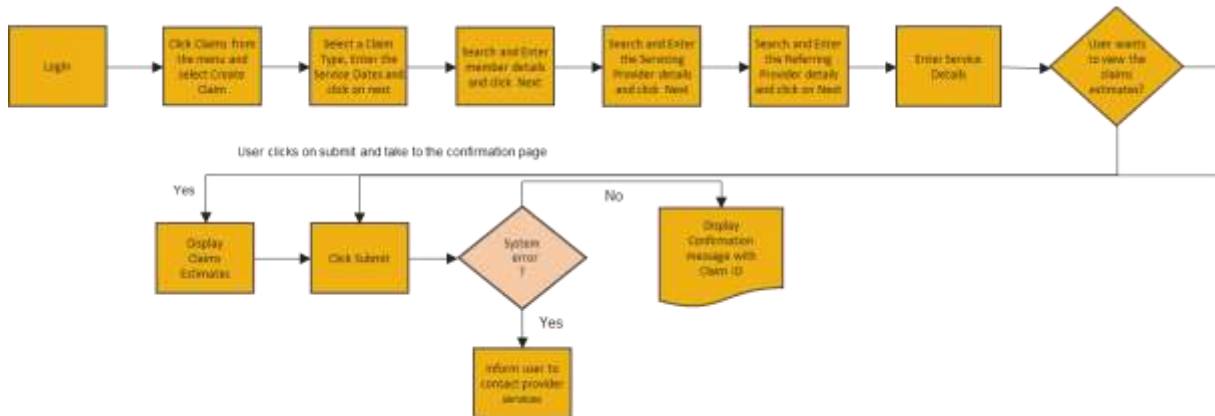 Login
Click Claims from
the menu and
select Create
Claim
Select a Claim
Type, Enter the
Service Dates and
click on next
Search and Enter
member details
and click Next
Search and Enter
the Servicing
Provider details
and click Next
Search and Enter
the Referring
Provider details
and click on Next
Enter Service
Details
User wants
to view the
claims
estimates?
User clicks on submit and take to the confirmation page
Yes
No
Display
Claims
Estimates
Click Submit
System
error
?
Display
Confirmation
message with
Claim ID
Yes
Inform user to
contact provider
services